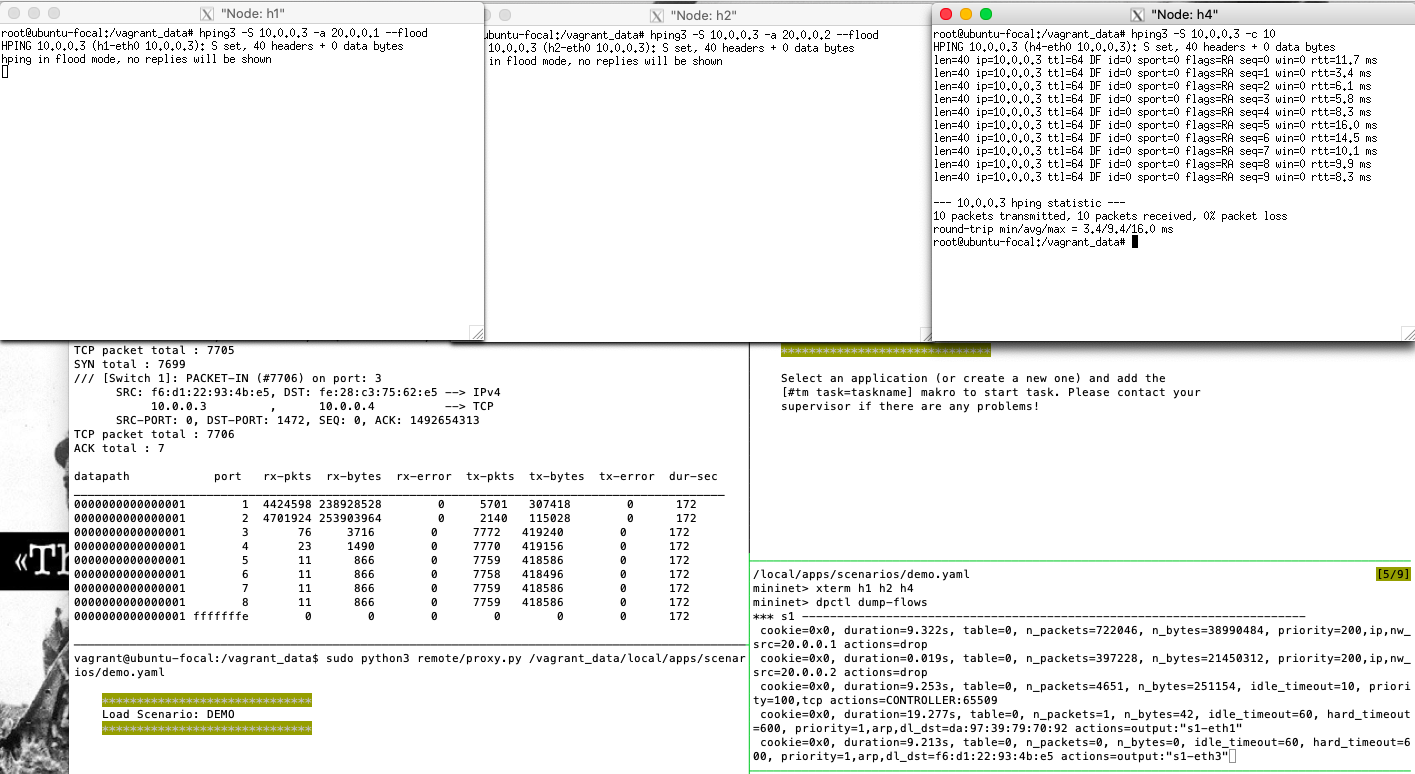 "Node: h1"
root@ubuntu-focal:/vagrant_data# hping3 -S 10.0.0.3 -a 20.0.0.1 --flood
HPING 10.0.0.3 (h1-eth0 10.0.0.3): S set, 40 headers + 0 data bytes
hping in flood mode, no replies will be shown
"Node: h2"
ubuntu-focal:/vagrant_data# hping3 -S 10.0.0.3 -a 20.0.0.2 --flood
10.0.0.3 (h2-eth0 10.0.0.3): S set, 40 headers + 0 data bytes
in flood mode, no replies will be shown
"Node: h4"
root@ubuntu-focal:/vagrant_data# hping3 -S 10.0.0.3 -c 10
HPING 10.0.0.3 (h4-eth0 10.0.0.3): S set, 40 headers + 0 data bytes
len=40 ip=10.0.0.3 ttl=64 DF id=0 sport=0 flags=RA seq=0 win=0 rtt=11.7 ms
len=40 ip=10.0.0.3 ttl=64 DF id=0 sport=0 flags=RA seq=1 win=0 rtt=3.4 ms
len=40 ip=10.0.0.3 ttl=64 DF id=0 sport=0 flags=RA seq=2 win=0 rtt=6.1 ms
len=40 ip=10.0.0.3 ttl=64 DF id=0 sport=0 flags=RA seq=3 win=0 rtt=5.8 ms
len=40 ip=10.0.0.3 ttl=64 DF id=0 sport=0 flags=RA seq=4 win=0 rtt=8.3 ms
len=40 ip=10.0.0.3 ttl=64 DF id=0 sport=0 flags=RA seq=5 win=0 rtt=16.0 ms
len=40 ip=10.0.0.3 ttl=64 DF id=0 sport=0 flags=RA seq=6 win=0 rtt=14.5 ms
len=40 ip=10.0.0.3 ttl=64 DF id=0 sport=0 flags=RA seq=7 win=0 rtt=10.1 ms
len=40 ip=10.0.0.3 ttl=64 DF id=0 sport=0 flags=RA seq=8 win=0 rtt=9.9 ms
len=40 ip=10.0.0.3 ttl=64 DF id=0 sport=0 flags=RA seq=9 win=0 rtt=8.3 ms
--- 10.0.0.3 hping statistic ---
10 packets transmitted, 10 packets received, 0% packet loss
round-trip min/avg/max = 3.4/9.4/16.0 ms
root@ubuntu-focal:/vagrant_data#
TCP packet total : 7705
SYN total : 7699
/// [Switch 1]: PACKET-IN (#7706) on port: 3
SRC: f6:d1:22:93:4b:e5, DST: fe:28:c3:75:62:e5 --> IPv4
10.0.0.3 , 10.0.0.4 --> TCP
SRC-PORT: 0, DST-PORT: 1472, SEQ: 0, ACK: 1492654313
TCP packet total : 7706
ACK total : 7
datapath port rx-pkts rx-bytes rx-error tx-pkts tx-bytes tx-error dur-sec
0000000000000001 1 4424598 238928528 0 5701 307418 0 172
0000000000000001 2 4701924 253903964 0 2140 115028 0 172
0000000000000001 3 76 3716 0 7772 419240 0 172
0000000000000001 4 23 1490 0 7770 419156 0 172
0000000000000001 5 11 866 0 7759 418586 0 172
0000000000000001 6 11 866 0 7758 418496 0 172
0000000000000001 7 11 866 0 7759 418586 0 172
0000000000000001 8 11 866 0 7759 418586 0 172
0000000000000001 fffffffe 0 0 0 0 0 0 172
vagrant@ubuntu-focal:/vagrant_data$ sudo python3 remote/proxy.py /vagrant_data/local/apps/scenar
ios/demo.yaml
******************************
Load Scenario: DEMO
******************************
******************************
Select an application (or create a new one) and add the
[#tm task=taskname] makro to start task. Please contact your
supervisor if there are any problems!
/local/apps/scenarios/demo.yaml [5/9]
mininet> xterm h1 h2 h4
mininet> dpctl dump-flows
*** s1 ------------------------------------------------------------------------
cookie=0x0, duration=9.322s, table=0, n_packets=722046, n_bytes=38990484, priority=200,ip,nw_
src=20.0.0.1 actions=drop
cookie=0x0, duration=0.019s, table=0, n_packets=397228, n_bytes=21450312, priority=200,ip,nw_
src=20.0.0.2 actions=drop
cookie=0x0, duration=9.253s, table=0, n_packets=4651, n_bytes=251154, idle_timeout=10, priori
ty=100,tcp actions=CONTROLLER:65509
cookie=0x0, duration=19.277s, table=0, n_packets=1, n_bytes=42, idle_timeout=60, hard_timeout
=600, priority=1,arp,dl_dst=da:97:39:79:70:92 actions=output:"s1-eth1"
cookie=0x0, duration=9.213s, table=0, n_packets=0, n_bytes=0, idle_timeout=60, hard_timeout=6
00, priority=1,arp,dl_dst=f6:d1:22:93:4b:e5 actions=output:"s1-eth3"